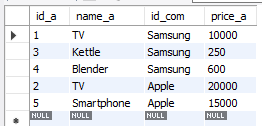 id_a name_a id_com price_a
1 TV Samsung 10000
3 Kettle Samsung 250
4 Blender Samsung 600
2 TV Apple 20000
5 Smartphone Apple 15000
NULL NULL NULL NULL